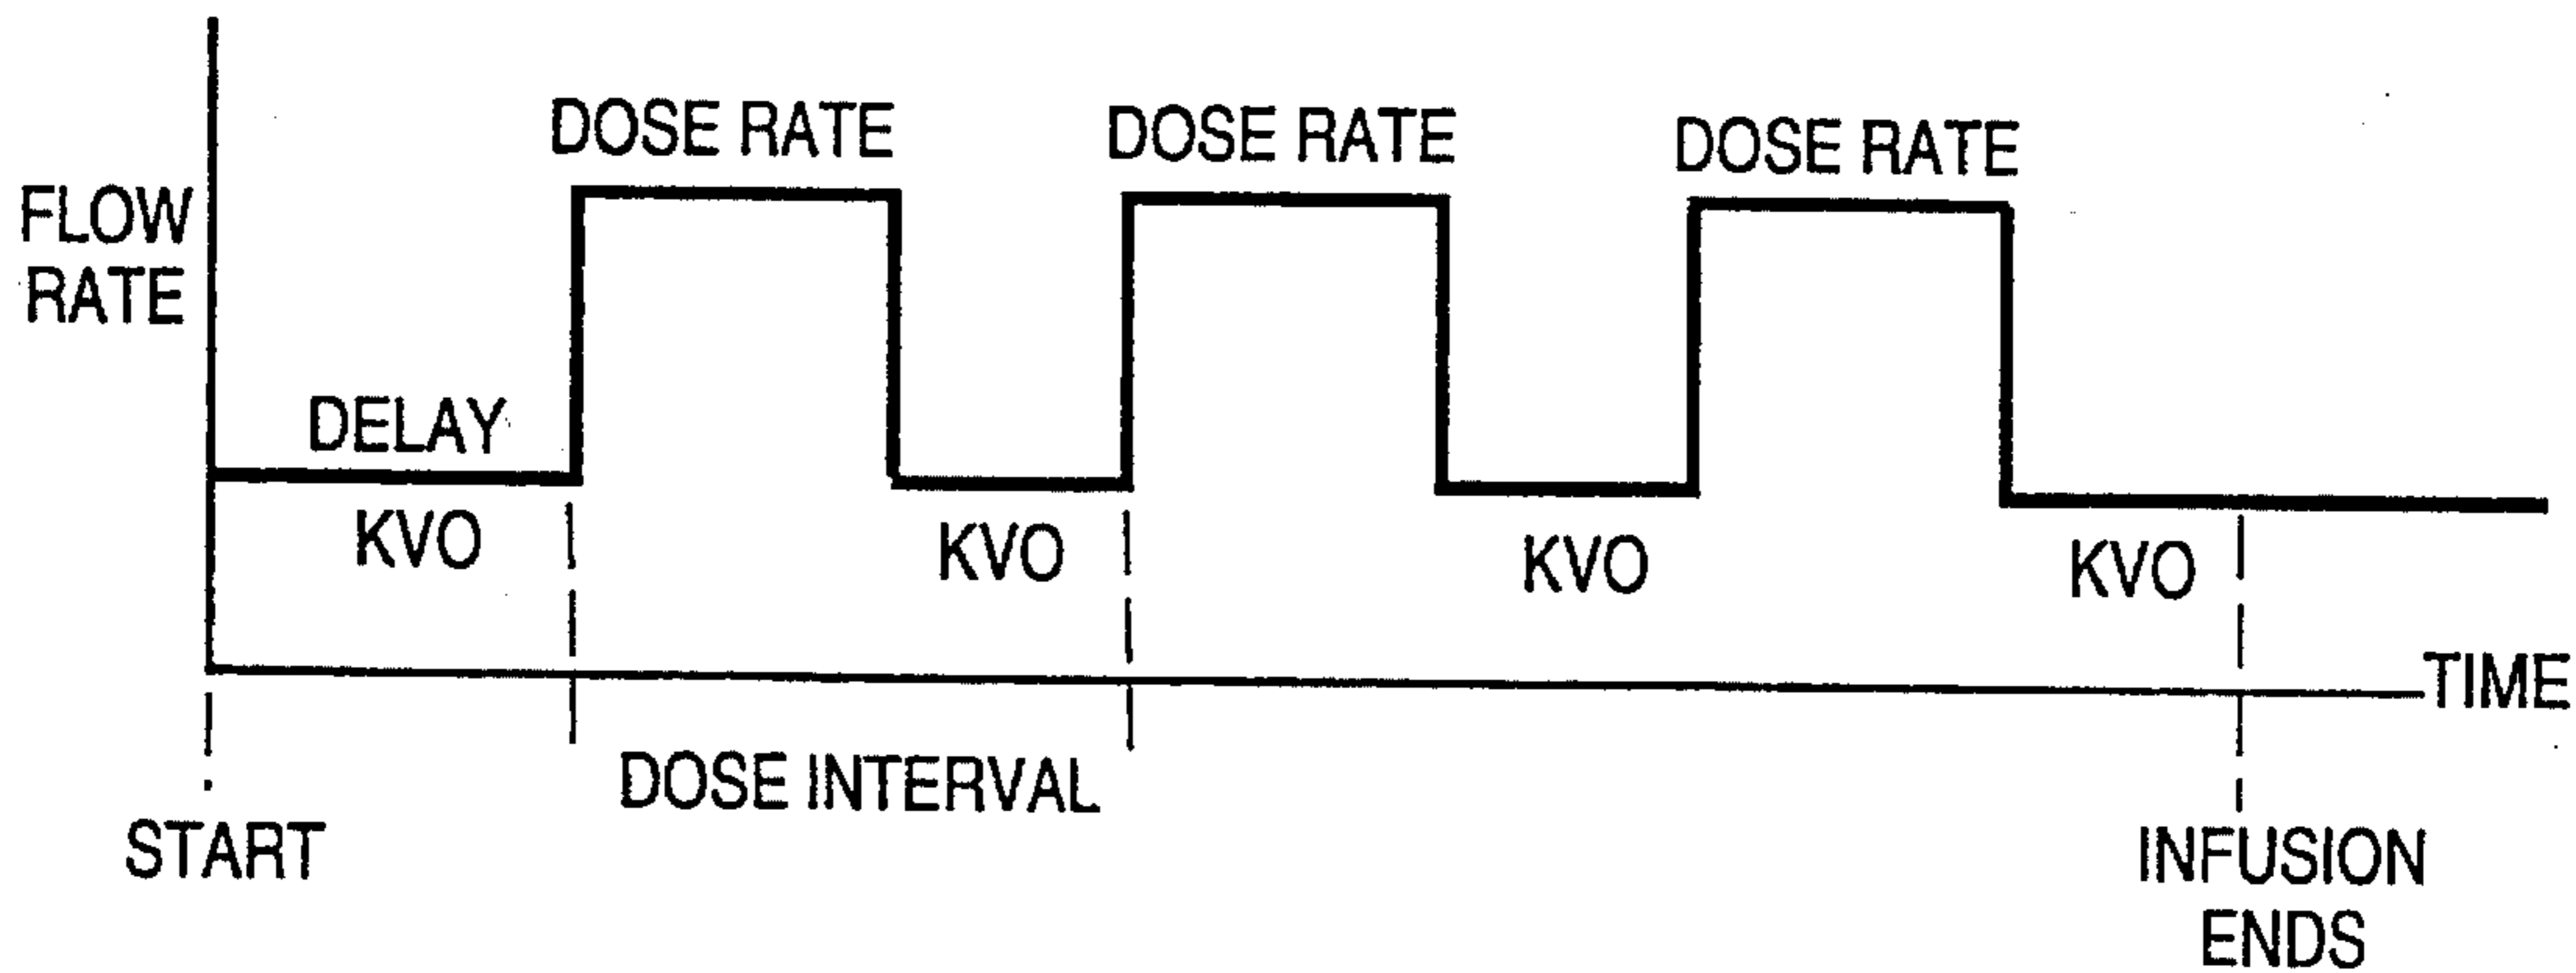 DOSE RATE
DOSE RATE
DOSE RATE
FLOW
RATE
DELAY
KVO
KVO
KVO
KVO
TIME
DOSE INTERVAL
START
INFUSION
ENDS